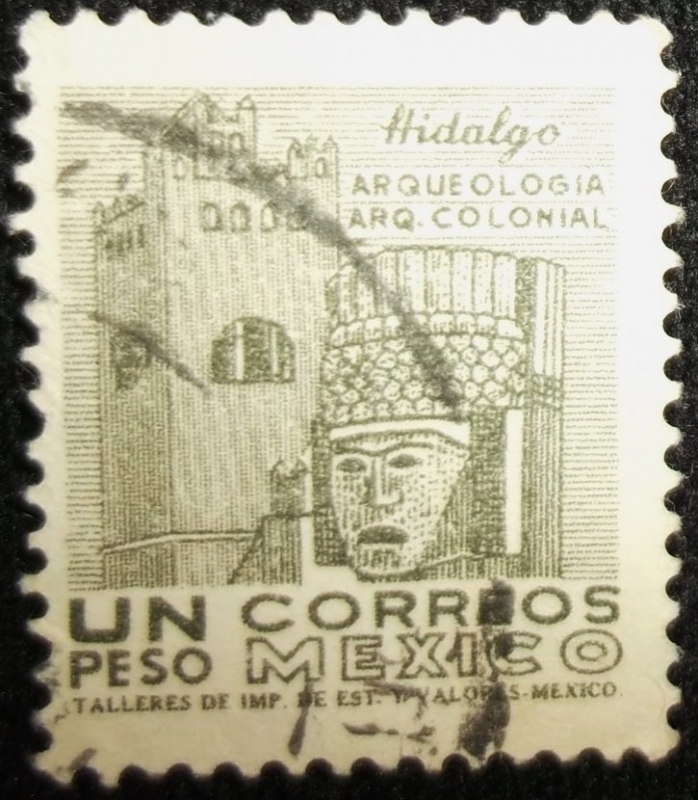 Hidalgo
ARQUEOLOGIA
ARQ. COLONIAL
UN CORREOS
PESO MEXICO
TALLERES DE IMP. DE EST. Y VALORES-MEXICO.